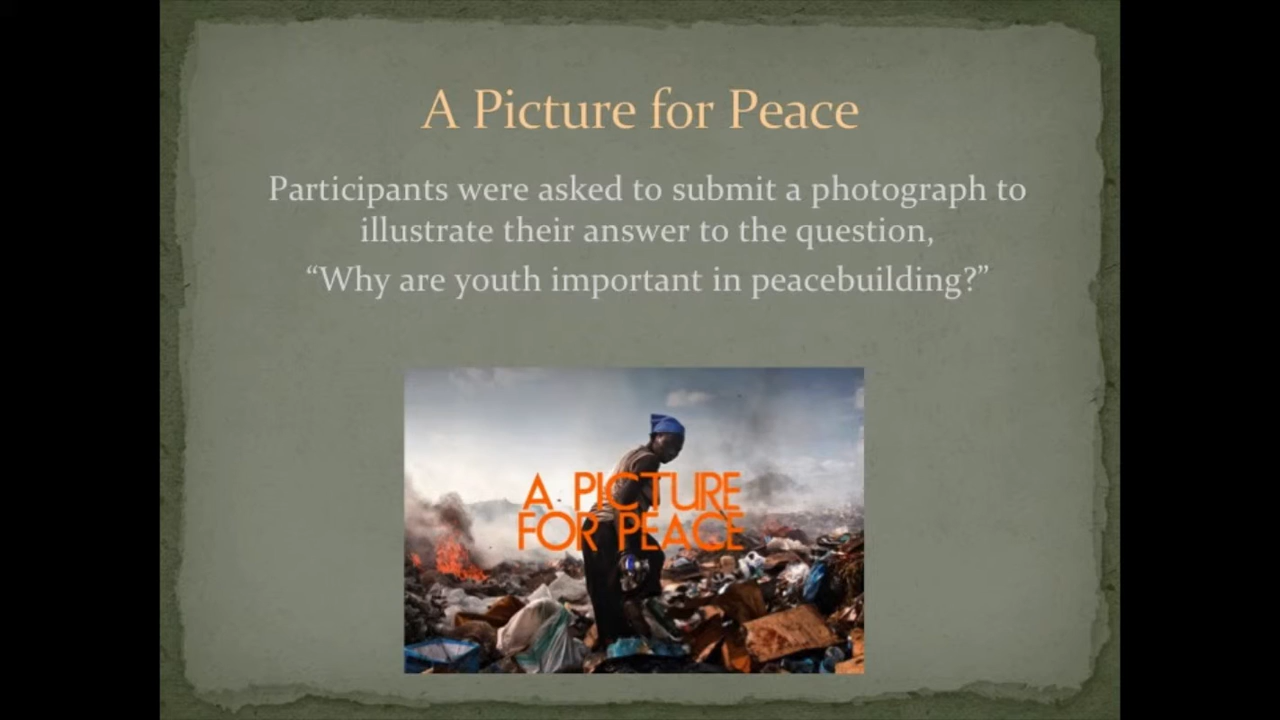 A Picture for Peace
Participants were asked to submit a photograph to
illustrate their answer to the question,
“Why are youth important in peacebuilding?”
A PICTURE
FOR PEACE